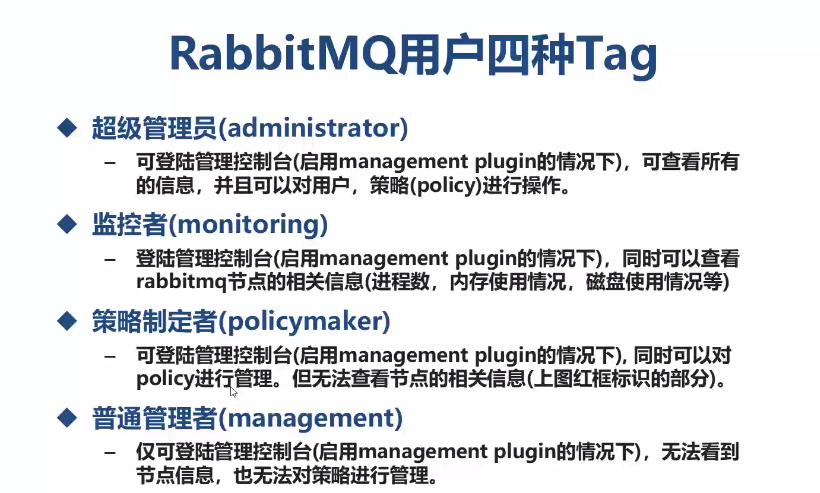 RabbitMQ用户四种Tag
◆ 超级管理员(administrator)
– 可登陆管理控制台(启用management plugin的情况下)，可查看所有
的信息，并且可以对用户，策略(policy)进行操作。
◆ 监控者(monitoring)
– 登陆管理控制台(启用management plugin的情况下)，同时可以查看
rabbitmq节点的相关信息(进程数，内存使用情况，磁盘使用情况等)
◆ 策略制定者(policymaker)
– 可登陆管理控制台(启用management plugin的情况下), 同时可以对
policy进行管理。但无法查看节点的相关信息(上图红框标识的部分)。
◆ 普通管理者(management)
– 仅可登陆管理控制台(启用management plugin的情况下)，无法看到
节点信息，也无法对策略进行管理。